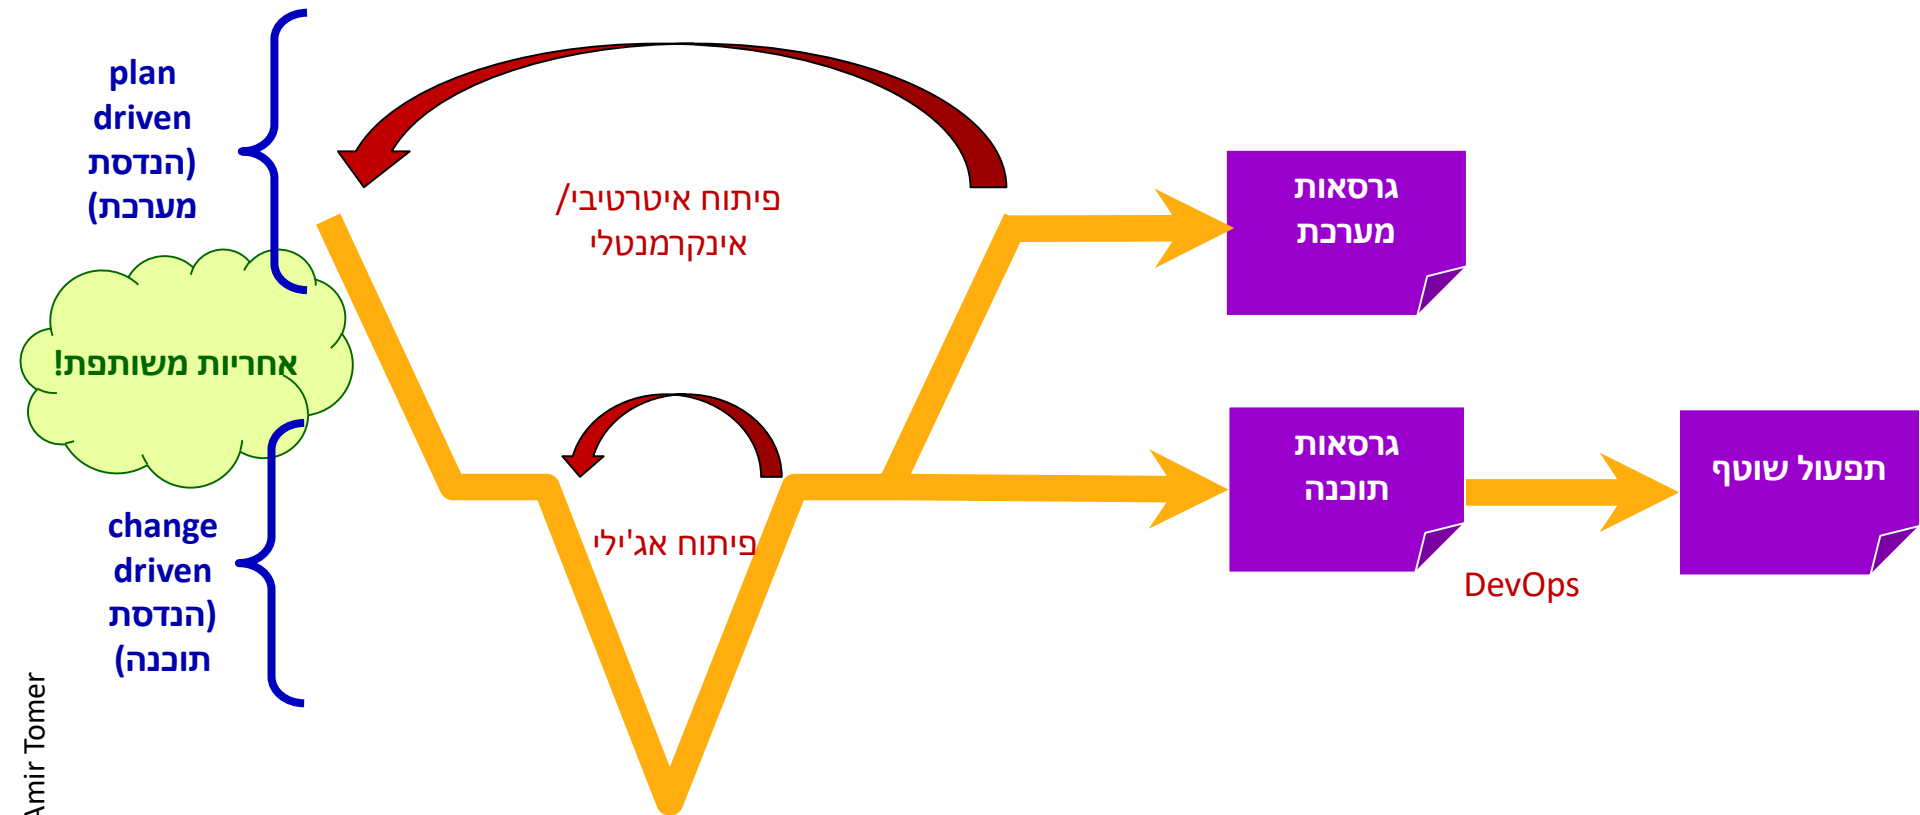 plan
driven
(הנדסת
מערכת)
אחריות משותפת!
change
driven
(הנדסת
תוכנה)
פיתוח איטרטיבי/
אינקרמנטלי
פיתוח אג'ילי
גרסאות
מערכת
גרסאות
תוכנה
DevOps
תפעול שוטף
Amir Tomer